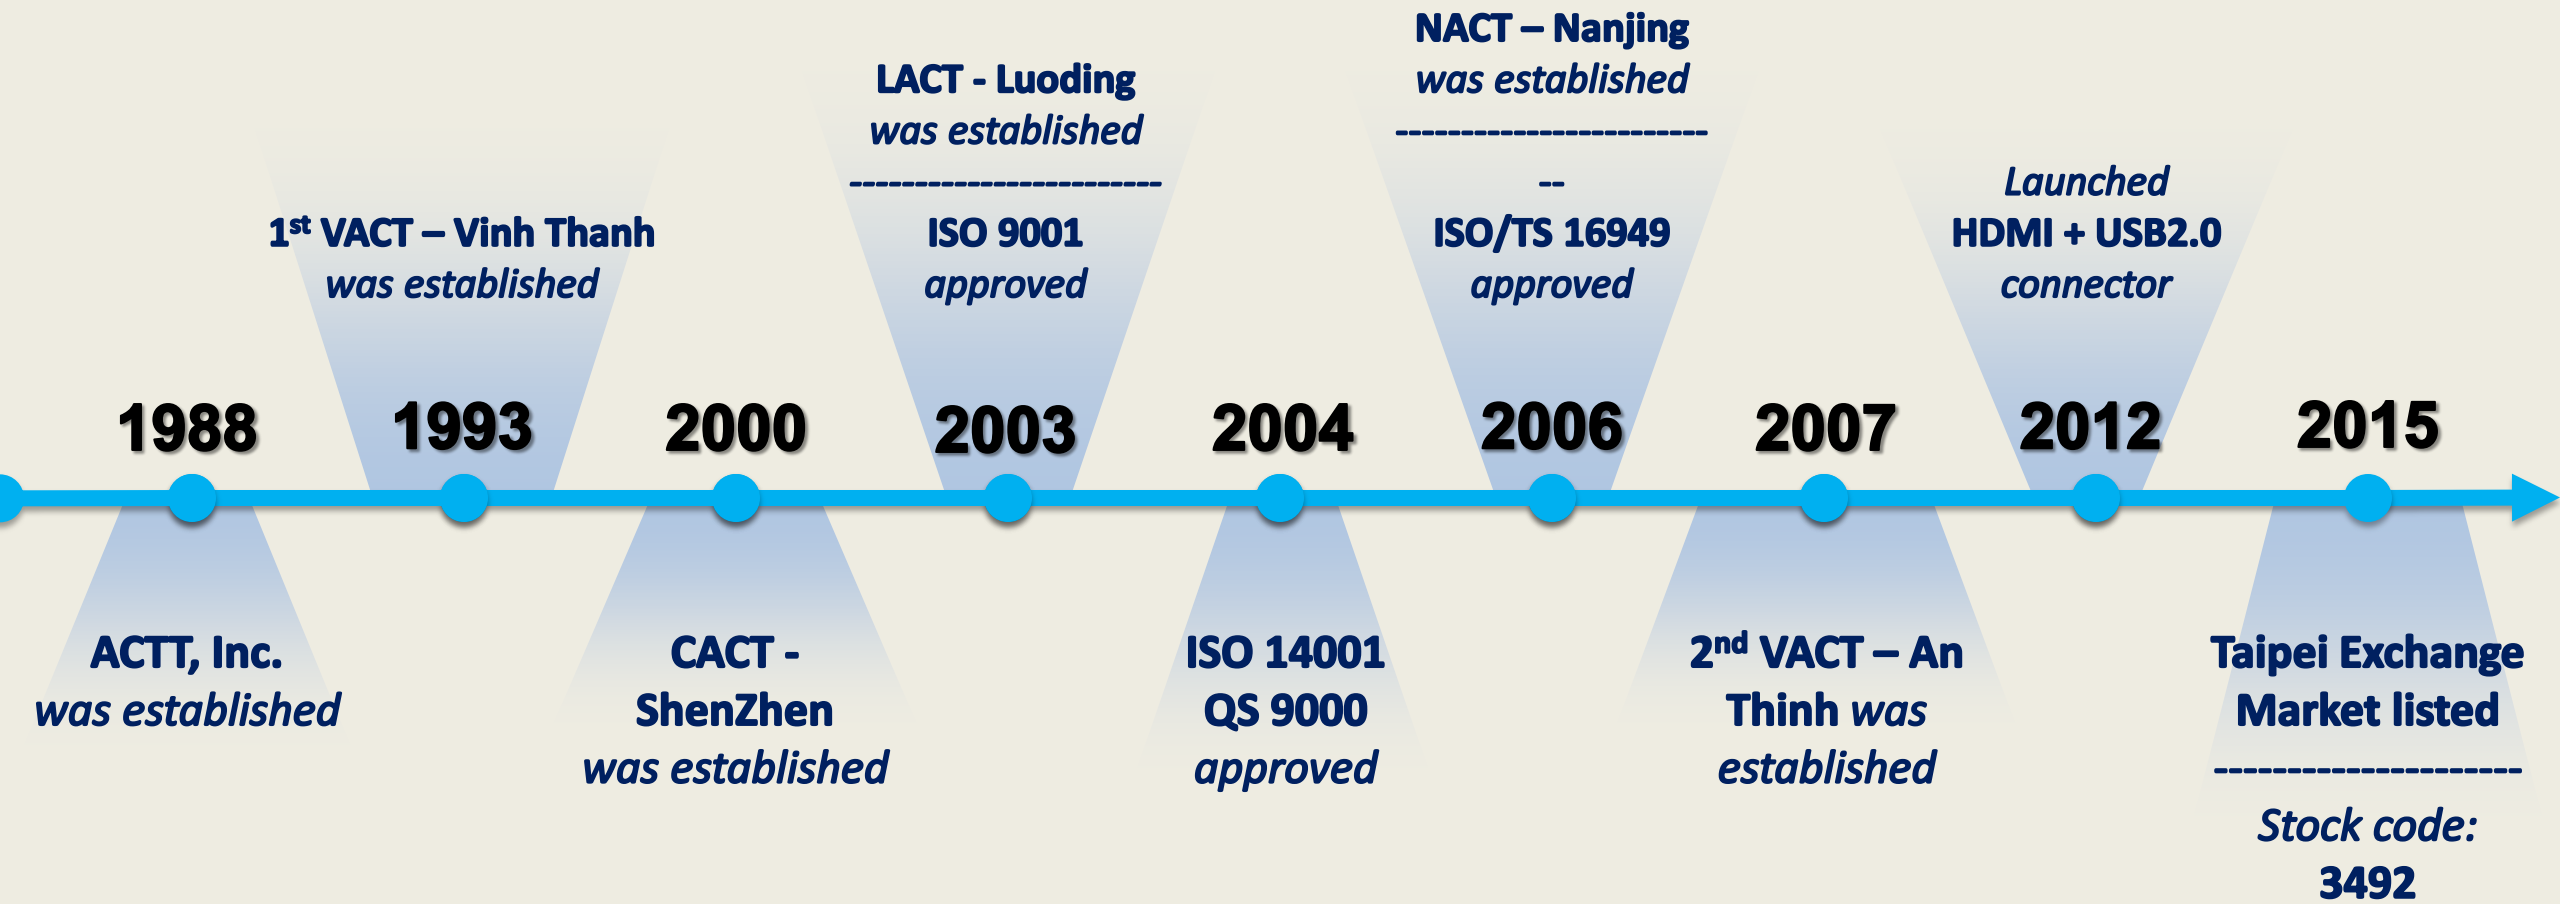 NACT – Nanjing
was established
------------------------
--
ISO/TS 16949
approved
LACT - Luoding
was established
------------------------
ISO 9001
approved
1st VACT – Vinh Thanh
was established
Launched
HDMI + USB2.0
connector
1988
1993
2000
2003
2004
2006
2007
2012
2015
ACTT, Inc.
was established
CACT -
ShenZhen
was established
ISO 14001
QS 9000
approved
2nd VACT – An
Thinh was
established
Taipei Exchange
Market listed
---------------------
Stock code:
3492